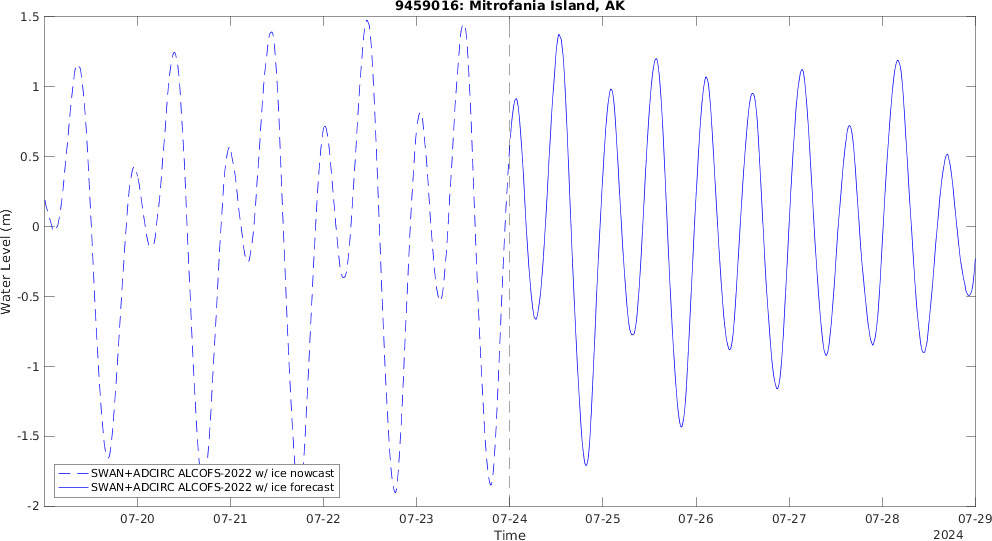 9459016: Mitrofania Island, AK
1.5
1
0.5
0
-0.5
-1
-1.5
-2
Water Level (m)
SWAN+ADCIRC ALCOFS-2022 w/ ice nowcast
SWAN+ADCIRC ALCOFS-2022 w/ ice forecast
07-20 07-21 07-22 07-23 07-24 07-25 07-26 07-27 07-28 07-29
Time
2024